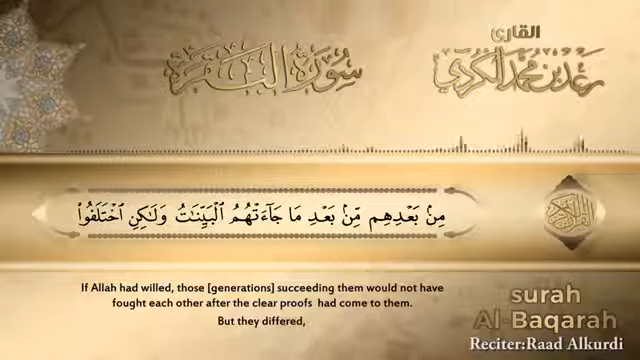 سورة البقرة
القارئ
رعد بن محمد الكردي
مِنۢ بَعْدِهِم مِّنۢ بَعْدِ مَا جَآءَتْهُمُ الْبَيِّنَٰتُ وَلَٰكِنِ اخْتَلَفُوا۟
If Allah had willed, those [generations] succeeding them would not have
fought each other after the clear proofs had come to them.
But they differed,
surah
Al-Baqarah
Reciter:Raad Alkurdi